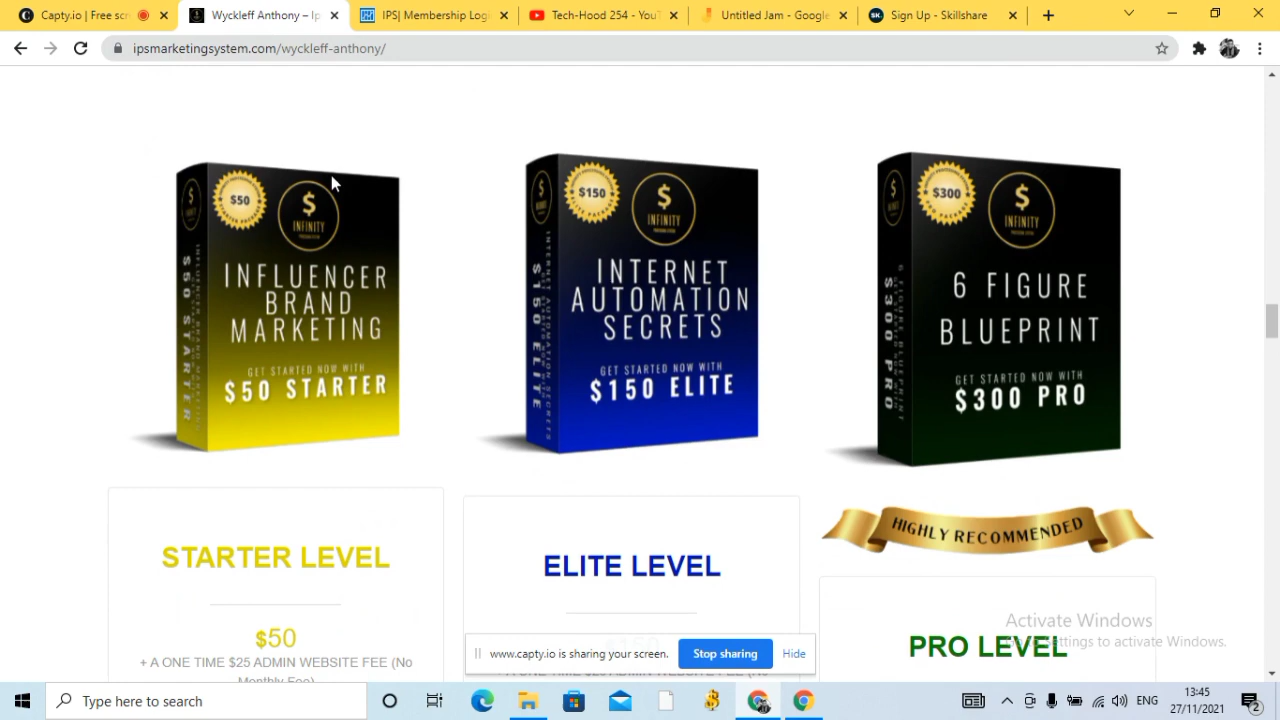 Capty.io | Free scr
Wyckleff Anthony – Ip
IPS| Membership Log
Tech-Hood 254 - YouT
Untitled Jam - Google
Sign Up - Skillshare
ipsmarketingsystem.com/wyckleff-anthony/
$50
$
INFINITY
INFLUENCER
BRAND
MARKETING
GET STARTED NOW WITH
$50 STARTER
$50 STARTER
$150
$
INFINITY
INTERNET
AUTOMATION
SECRETS
GET STARTED NOW WITH
$150 ELITE
$150 ELITE
$300
$
INFINITY
6 FIGURE
BLUEPRINT
GET STARTED NOW WITH
$300 PRO
$300 PRO
HIGHLY RECOMMENDED
STARTER LEVEL
$50
+ A ONE TIME $25 ADMIN WEBSITE FEE (No
Monthly Fee)
ELITE LEVEL
PRO LEVEL
Activate Windows
Settings to activate Windows.
www.capty.io is sharing your screen.
Stop sharing
Hide
Type here to search
ENG
13:45
27/11/2021
2